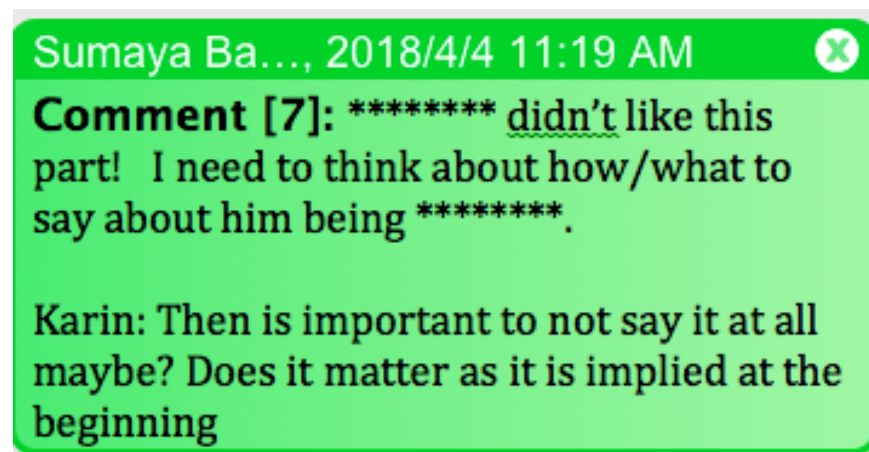 Sumaya Ba..., 2018/4/4 11:19 AM
Comment [7]: ******** didn't like this
part!   I need to think about how/what to
say about him being ********.
Karin: Then is important to not say it at all
maybe? Does it matter as it is implied at the
beginning